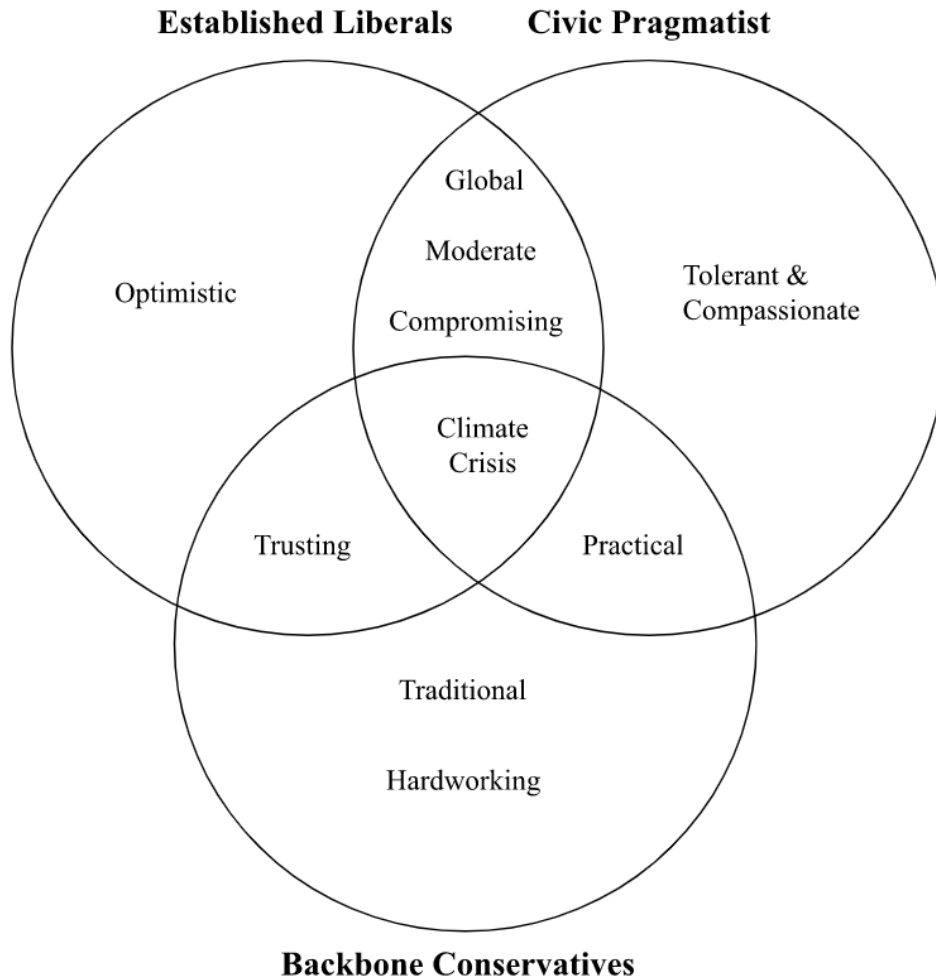 Established Liberals
Civic Pragmatist
Global
Moderate
Optimistic
Tolerant &
Compassionate
Compromising
Climate
Crisis
Trusting
Practical
Traditional
Hardworking
Backbone Conservatives